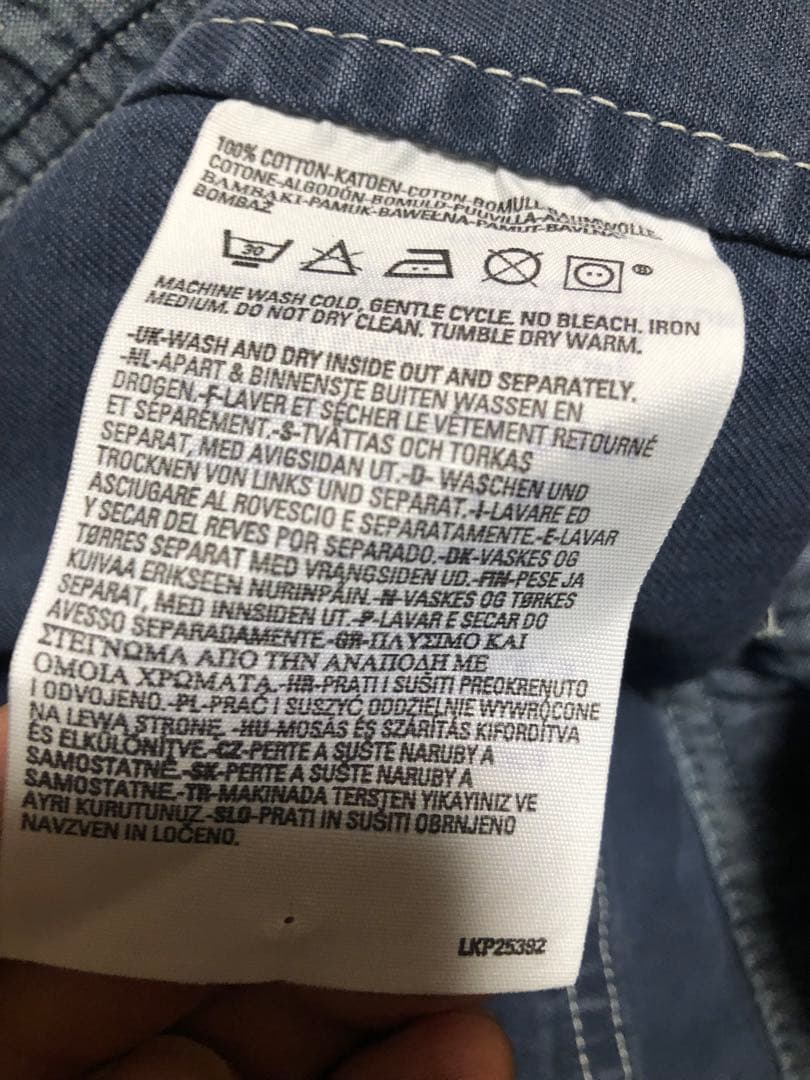 100% COTTON-KATOEN-COTON-BOMULL
COTONE-ALGODÓN-BOMULD-PUUVILLA-BAUMWOLLE
BAMBAKI-PAMUK-BAWEŁNA-PAMUT-BAVLNA
BOMBAŽ
30
®
MACHINE WASH COLD, GENTLE CYCLE. NO BLEACH. IRON
MEDIUM. DO NOT DRY CLEAN. TUMBLE DRY WARM.
-UK-WASH AND DRY INSIDE OUT AND SEPARATELY.
-NL-APART & BINNENSTE BUITEN WASSEN EN
DROGEN.-F-LAVER ET SÉCHER LE VÊTEMENT RETOURNÉ
ET SÉPARÉMENT.-S-TVÄTTAS OCH TORKAS
SEPARAT, MED AVIGSIDAN UT.-D- WASCHEN UND
TROCKNEN VON LINKS UND SEPARAT.-I-LAVARE ED
ASCIUGARE AL ROVESCIO E SEPARATAMENTE.-E-LAVAR
Y SECAR DEL REVES POR SEPARADO.-DK-VASKES OG
TØRRES SEPARAT MED VRANGSIDEN UD.-FIN-PESE JA
KUIVAA ERIKSEEN NURINPÄIN.-N-VASKES OG TØRKES
SEPARAT, MED INNSIDEN UT.-P-LAVAR E SECAR DO
AVESSO SEPARADAMENTE-GR-ΠΛΥΣΙΜΟ ΚΑΙ
ΣΤΕΓΝΩΜΑ ΑΠΟ ΤΗΝ ΑΝΑΠΟΔΗ ΜΕ
ΟΜΟΙΑ ΧΡΩΜΑΤΑ.-HR-PRATI I SUŠITI PREOKRENUTO
I ODVOJENO.-PL-PRAĆ I SUSZYĆ ODDZIELNIE WYWRÓCONE
NA LEWĄ STRONĘ. -HU-MOSÁS ÉS SZÁRÍTÁS KIFORDÍTVA
ÉS ELKÜLÖNÍTVE.-CZ-PERTE A SUŠTE NARUBY A
SAMOSTATNĚ.-SK-PERTE A SUŠTE NARUBY A
SAMOSTATNE.-TR-MAKINADA TERSTEN YIKAYINIZ VE
AYRI KURUTUNUZ.-SLO-PRATI IN SUŠITI OBRNJENO
NAVZVEN IN LOČENO.
LKP25392